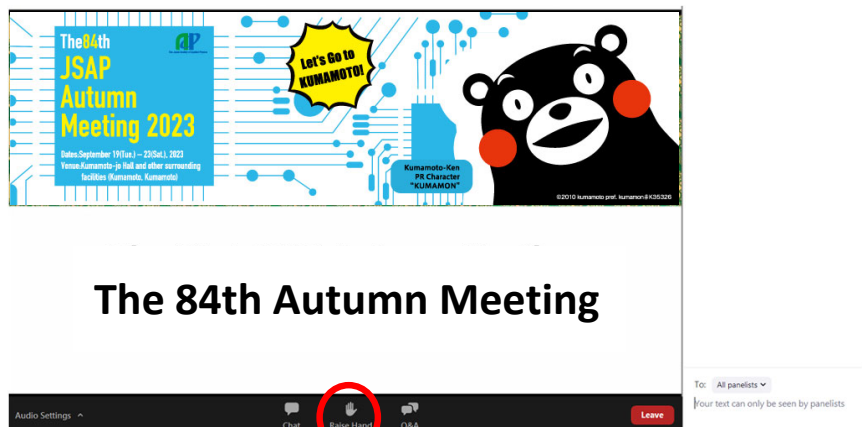 The84th
JSAP
Autumn
Meeting 2023
Dates:September 19(Tue.) – 23(Sat.), 2023
Venue:Kumamoto-jo Hall and other surrounding
facilities (Kumamoto, Kumamoto)
Let's Go to
KUMAMOTO!
Kumamoto-Ken
PR Character
"KUMAMON"
©2010 kumamoto pref. kumamon#K35326
The 84th Autumn Meeting
To: All panelists
Your text can only be seen by panelists
Audio Settings
Chat
Raise Hand
Q&A
Leave